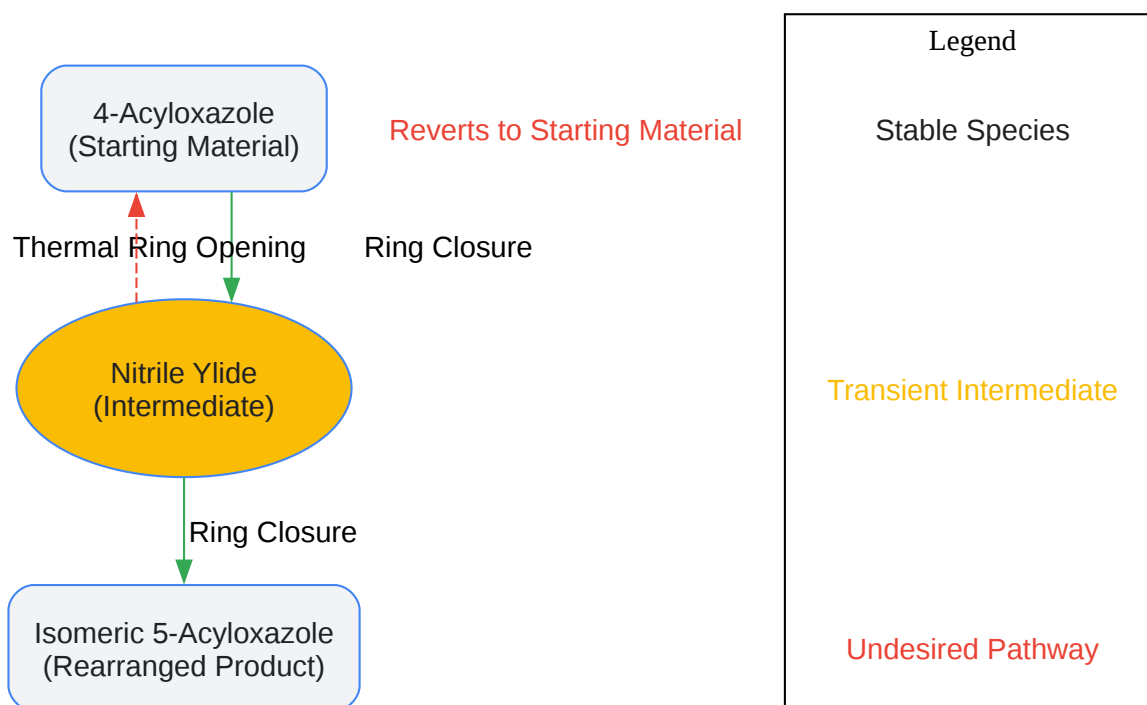 Legend
4-Acyloxazole
(Starting Material)
Reverts to Starting Material
Stable Species
Thermal Ring Opening
Ring Closure
Nitrile Ylide
(Intermediate)
Transient Intermediate
Ring Closure
Isomeric 5-Acyloxazole
(Rearranged Product)
Undesired Pathway